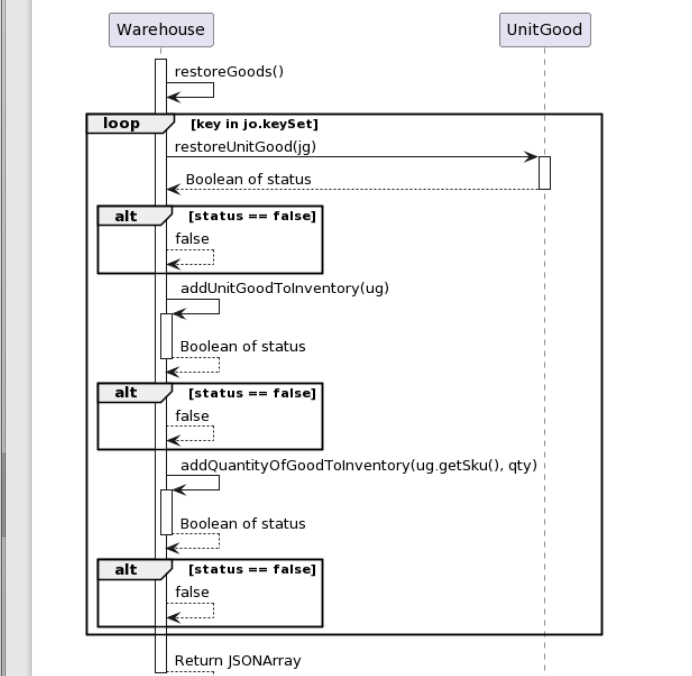 Warehouse
UnitGood
restoreGoods()
loop
[key in jo.keySet]
restoreUnitGood(jg)
Boolean of status
alt
[status == false]
false
addUnitGoodToInventory(ug)
Boolean of status
alt
[status == false]
false
addQuantityOfGoodToInventory(ug.getSku(), qty)
Boolean of status
alt
[status == false]
false
Return JSONArray